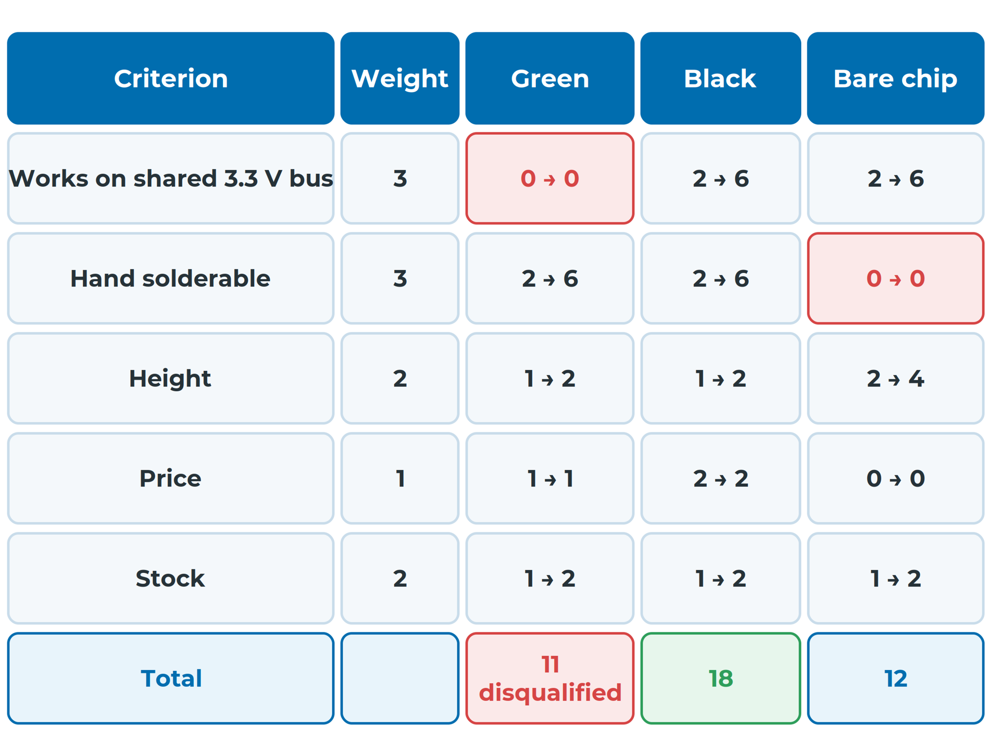 Criterion Weight Green Black Bare chip
Works on shared 3.3 V bus 3 0 → 0 2 → 6 2 → 6
Hand solderable 3 2 → 6 2 → 6 0 → 0
Height 2 1 → 2 1 → 2 2 → 4
Price 1 1 → 1 2 → 2 0 → 0
Stock 2 1 → 2 1 → 2 1 → 2
Total 11 disqualified 18 12